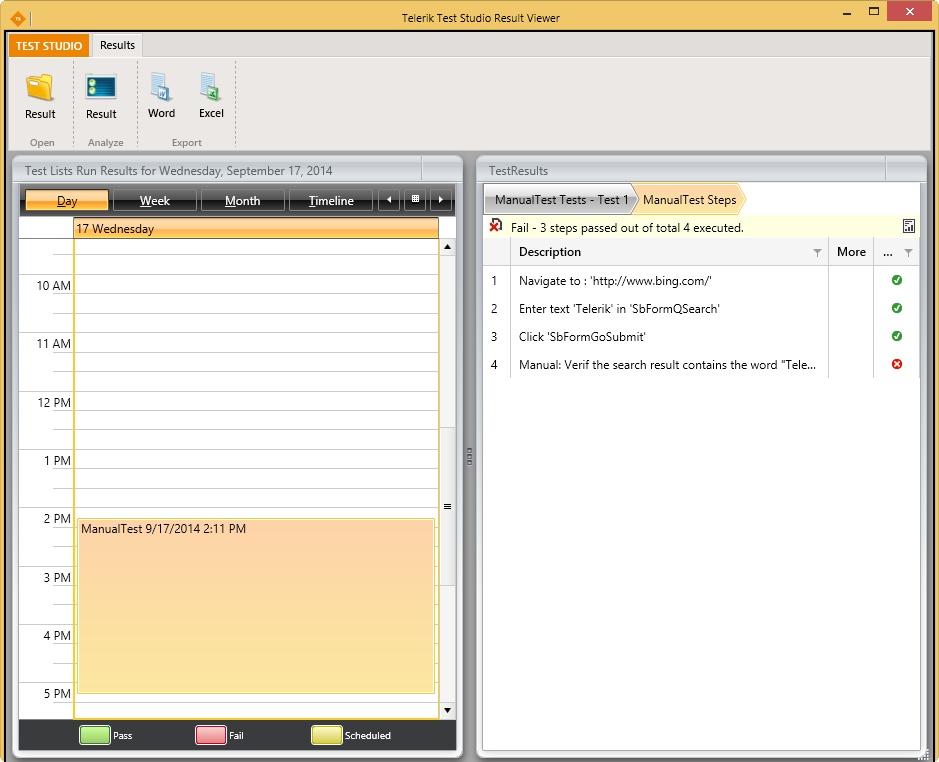 Telerik Test Studio Result Viewer
TEST STUDIO Results
Result Result Word Excel
Open Analyze Export
Test Lists Run Results for Wednesday, September 17, 2014
Day Week Month Timeline
17 Wednesday
10 AM
11 AM
12 PM
1 PM
2 PM
ManualTest 9/17/2014 2:11 PM
3 PM
4 PM
5 PM
Pass Fail Scheduled
TestResults
ManualTest Tests - Test 1 ManualTest Steps
Fail - 3 steps passed out of total 4 executed.
Description More ...
1 Navigate to : 'http://www.bing.com/'
2 Enter text 'Telerik' in 'SbFormQSearch'
3 Click 'SbFormGoSubmit'
4 Manual: Verif the search result contains the word "Tele...